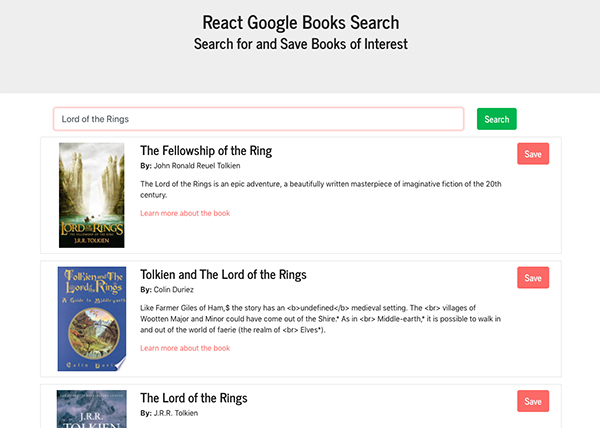 React Google Books Search
Search for and Save Books of Interest
Lord of the Rings
Search
The Fellowship of the Ring
Save
By: John Ronald Reuel Tolkien
The Lord of the Rings is an epic adventure, a beautifully written masterpiece of imaginative fiction of the 20th
century.
Learn more about the book
THE
LORD OF THE RINGS
J.R.R. TOLKIEN
Tolkien and The Lord of the Rings
Save
By: Colin Duriez
Like Farmer Giles of Ham,$ the story has an <b>undefined</b> medieval setting. The <br> villages of
Wootten Major and Minor could have come out of the Shire.* As in <br> Middle-earth,* it is possible to walk in
and out of the world of faerie (the realm of <br> Elves*).
Learn more about the book
Tolkien and The
Lord of the
Rings
A Guide to Middle-earth
Colin Duriez
The Lord of the Rings
Save
By: J.R.R. Tolkien
J.R.R.
TOLKIEN